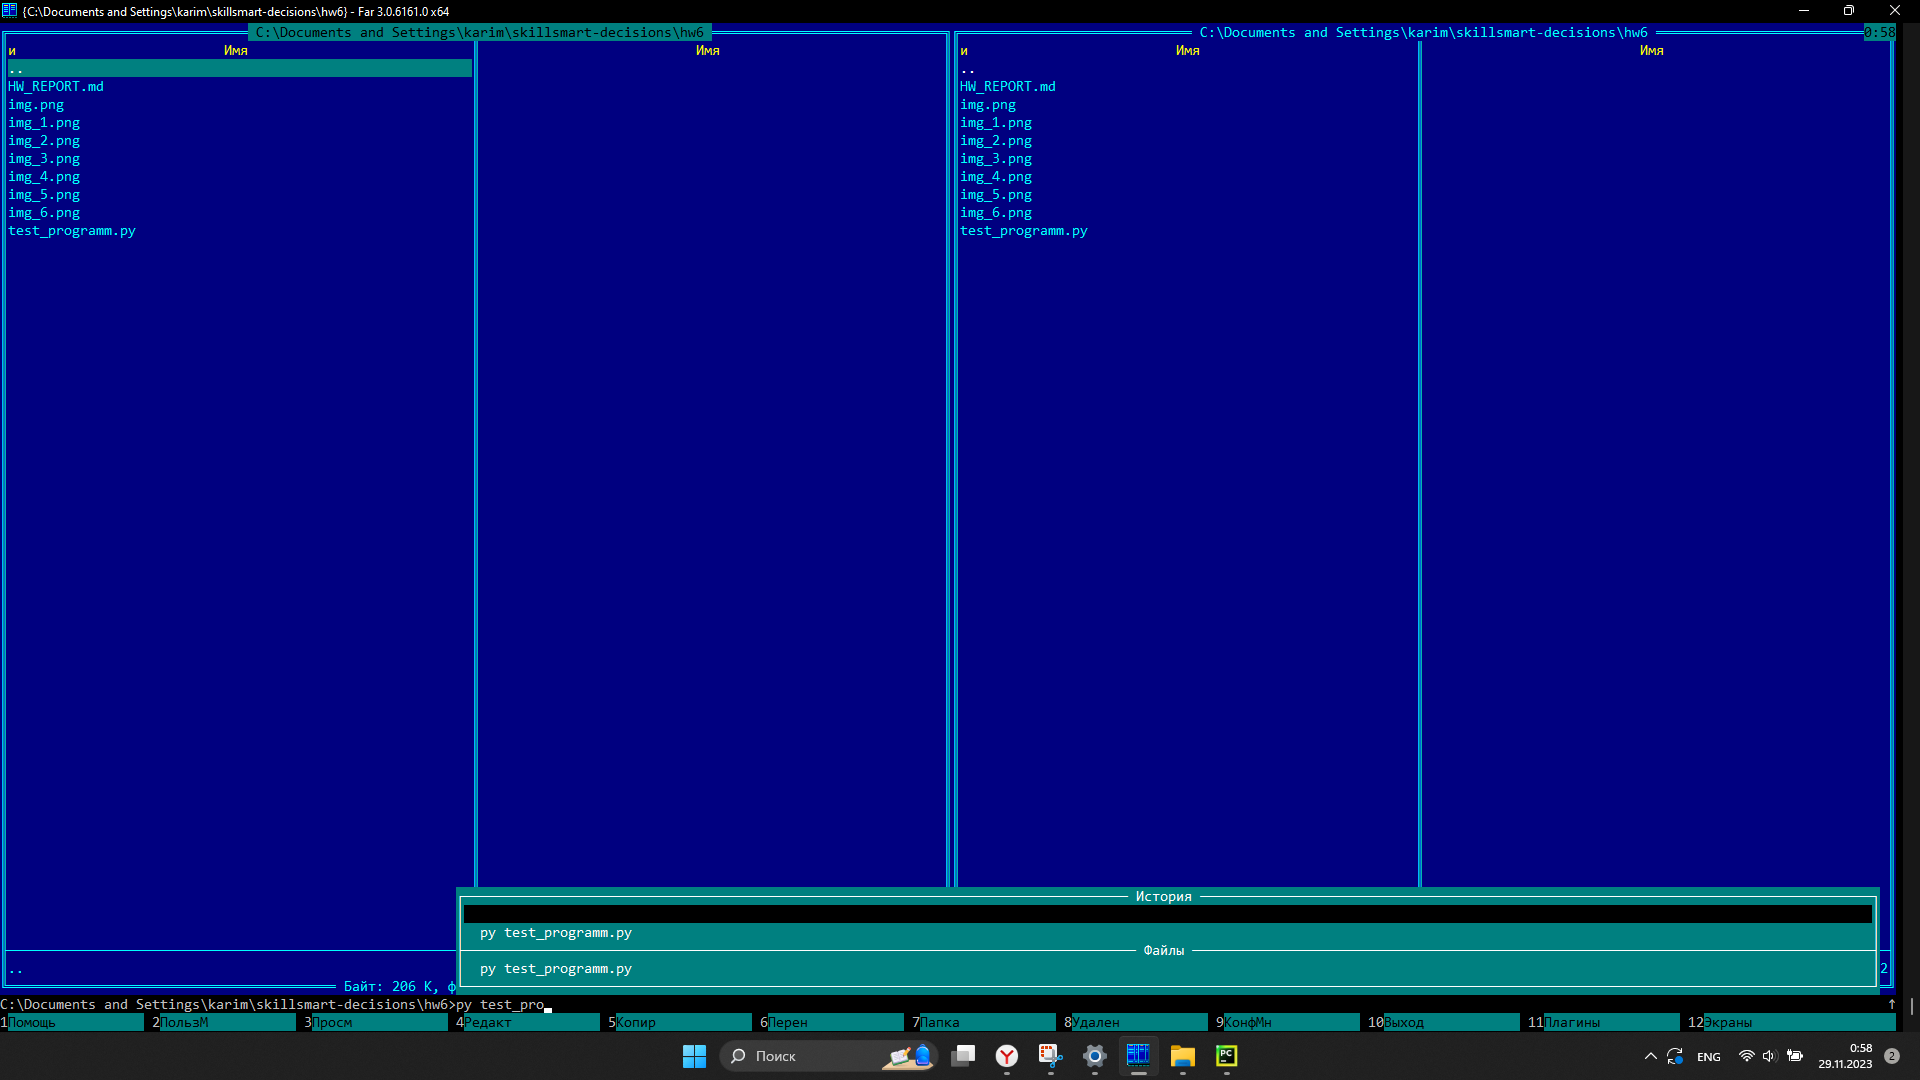 {C:\Documents and Settings\karim\skillsmart-decisions\hw6} - Far 3.0.6161.0 x64
C:\Documents and Settings\karim\skillsmart-decisions\hw6
и Имя Имя
..
HW_REPORT.md
img.png
img_1.png
img_2.png
img_3.png
img_4.png
img_5.png
img_6.png
test_programm.py
..
Байт: 206 K, ф
C:\Documents and Settings\karim\skillsmart-decisions\hw6 0:58
и Имя Имя
..
HW_REPORT.md
img.png
img_1.png
img_2.png
img_3.png
img_4.png
img_5.png
img_6.png
test_programm.py
2
История
py test_programm.py
Файлы
py test_programm.py
C:\Documents and Settings\karim\skillsmart-decisions\hw6>py test_pro ↑
1Помощь 2ПользМ 3Просм 4Редакт 5Копир 6Перен 7Папка 8Удален 9КонфМн 10Выход 11Плагины 12Экраны
Поиск
Y
PC
ENG
0:58
29.11.2023
2